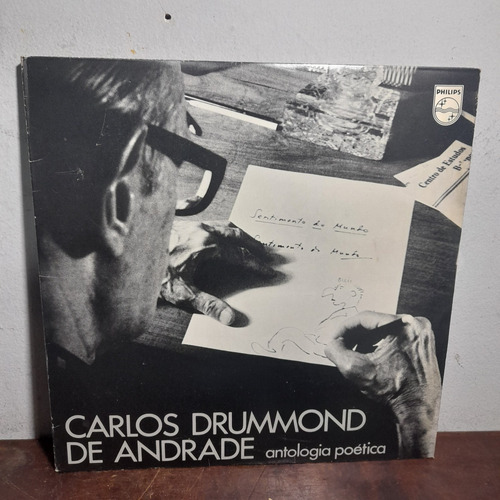 PHILIPS
Centro de Estudos
Sentimento do Mundo
Sentimento do Mundo
CARLOS DRUMMOND
DE ANDRADE antologia poética